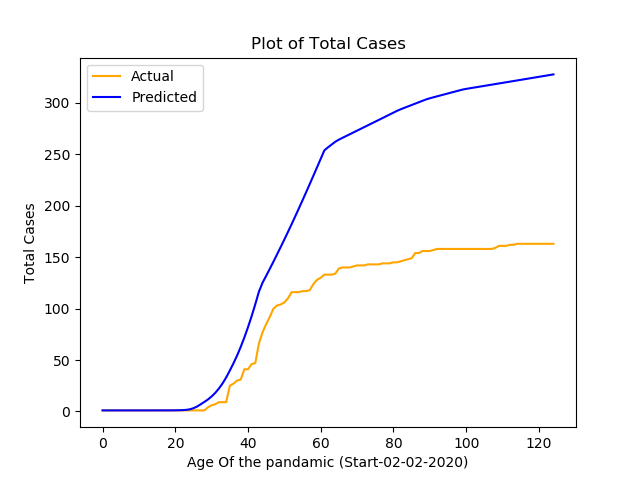 Plot of Total Cases
Actual
Predicted
300
250
200
150
100
50
0
Total Cases
0 20 40 60 80 100 120
Age Of the pandamic (Start-02-02-2020)